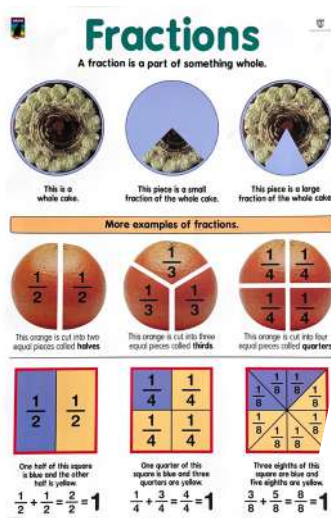 Fractions
A fraction is a part of something whole.
This is a
whole cake.
This piece is a small
fraction of the whole cake.
This piece is a large
fraction of the whole cake.
More examples of fractions.
1/2 1/2
1/3
1/3 1/3
1/4 1/4
1/4 1/4
This orange is cut into two
equal pieces called halves
This orange is cut into three
equal pieces called thirds.
This orange is cut into four
equal pieces called quarters
1/2 1/2
1/4 1/4
1/4 1/4
1/8 1/8 1/8 1/8
1/8 1/8 1/8 1/8
One half of this square
is blue and the other
half is yellow.
1/2 + 1/2 = 2/2 = 1
One quarter of this
square is blue and three
quarters are yellow.
1/4 + 3/4 = 4/4 = 1
Three eighths of this
square are blue and
five eighths are yellow.
3/8 + 5/8 = 8/8 = 1